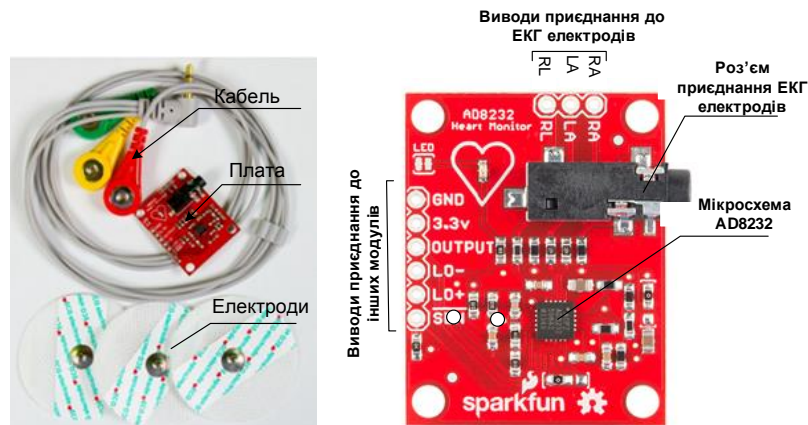 Кабель
Плата
Електроди
Виводи приєднання до
ЕКГ електродів
RL
LA
RA
Роз’єм
приєднання ЕКГ
електродів
Мікросхема
AD8232
Виводи приєднання до
інших модулів
AD8232
Heart Monitor
RL
LA
RA
LED
GND
3.3v
OUTPUT
LO-
LO+
sparkfun